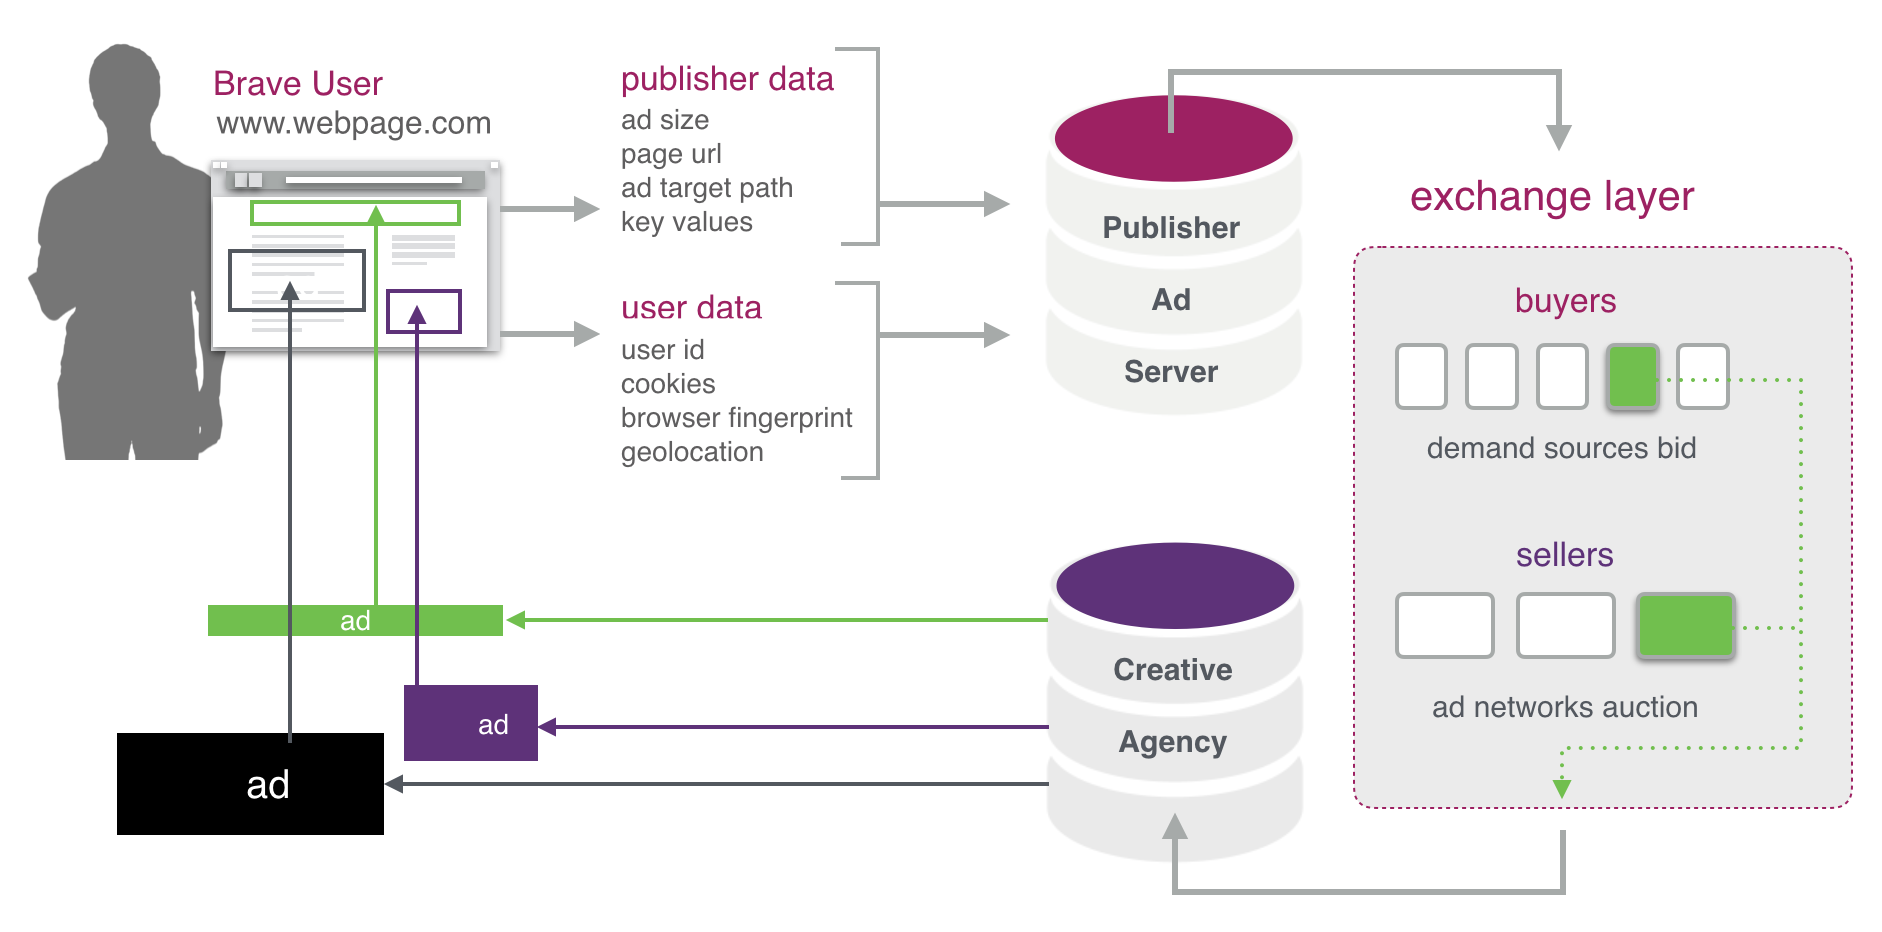 Brave User
www.webpage.com
publisher data
ad size
page url
ad target path
key values
user data
user id
cookies
browser fingerprint
geolocation
Publisher
Ad
Server
exchange layer
buyers
demand sources bid
sellers
ad networks auction
Creative
Agency
ad
ad
ad